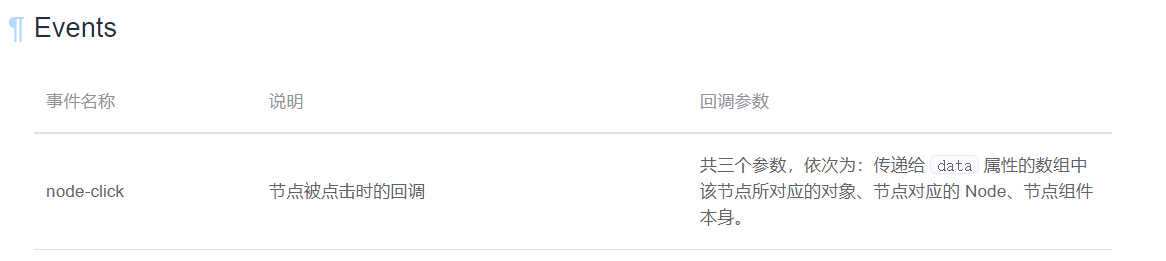 ¶ Events
事件名称 说明 回调参数
node-click 节点被点击时的回调 共三个参数，依次为：传递给 data 属性的数组中
该节点所对应的对象、节点对应的 Node、节点组件
本身。